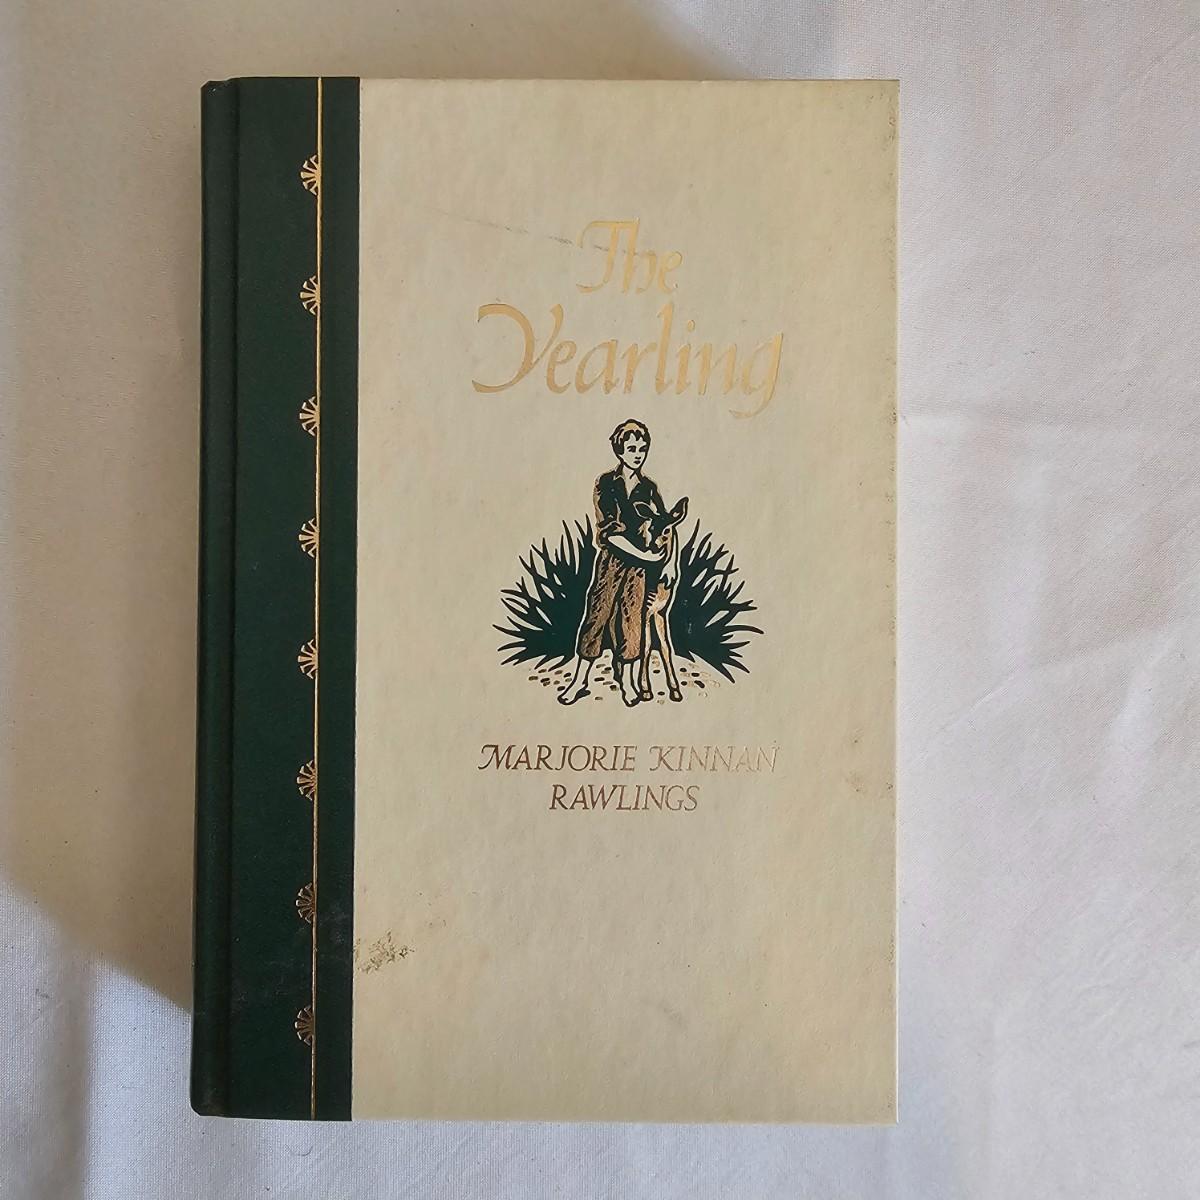 The
Yearling
MARJORIE KINNAN
RAWLINGS